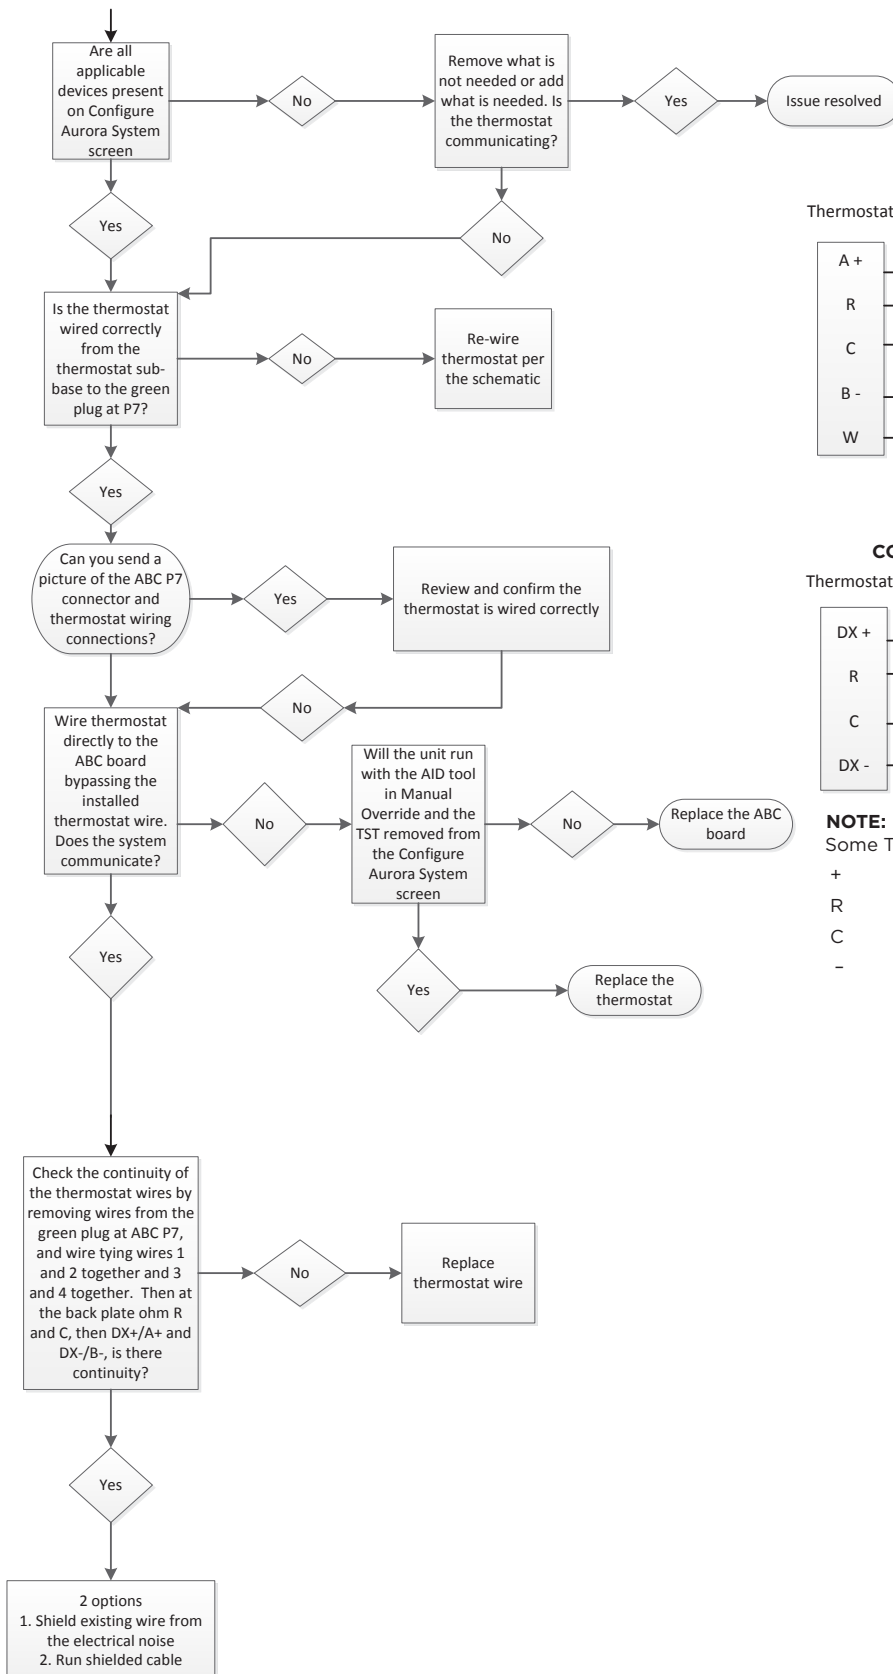 Are all
applicable
devices present
on Configure
Aurora System
screen
No
Remove what is
not needed or add
what is needed. Is
the thermostat
communicating?
Yes
Issue resolved
Yes
No
Is the thermostat
wired correctly
from the
thermostat sub-
base to the green
plug at P7?
No
Re-wire
thermostat per
the schematic
Yes
Can you send a
picture of the ABC P7
connector and
thermostat wiring
connections?
Yes
Review and confirm the
thermostat is wired correctly
No
Wire thermostat
directly to the
ABC board
bypassing the
installed
thermostat wire.
Does the system
communicate?
No
Will the unit run
with the AID tool
in Manual
Override and the
TST removed from
the Configure
Aurora System
screen
No
Replace the ABC
board
Yes
Yes
Replace the
thermostat
Check the continuity of
the thermostat wires by
removing wires from the
green plug at ABC P7,
and wire tying wires 1
and 2 together and 3
and 4 together. Then at
the back plate ohm R
and C, then DX+/A+ and
DX-/B-, is there
continuity?
No
Replace
thermostat wire
Yes
2 options
1. Shield existing wire from
the electrical noise
2. Run shielded cable
Thermostat
A +
R
C
B -
W
CO
Thermostat
DX +
R
C
DX -
NOTE:
Some T
+
R
C
–